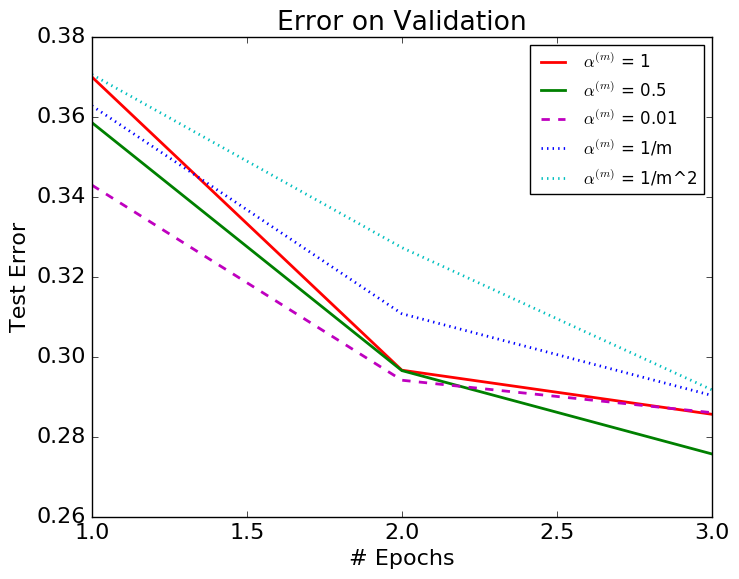 Error on Validation
0.38
0.36
0.34
0.32
0.30
0.28
0.26
Test Error
α^(m) = 1
α^(m) = 0.5
α^(m) = 0.01
α^(m) = 1/m
α^(m) = 1/m^2
1.0 1.5 2.0 2.5 3.0
# Epochs